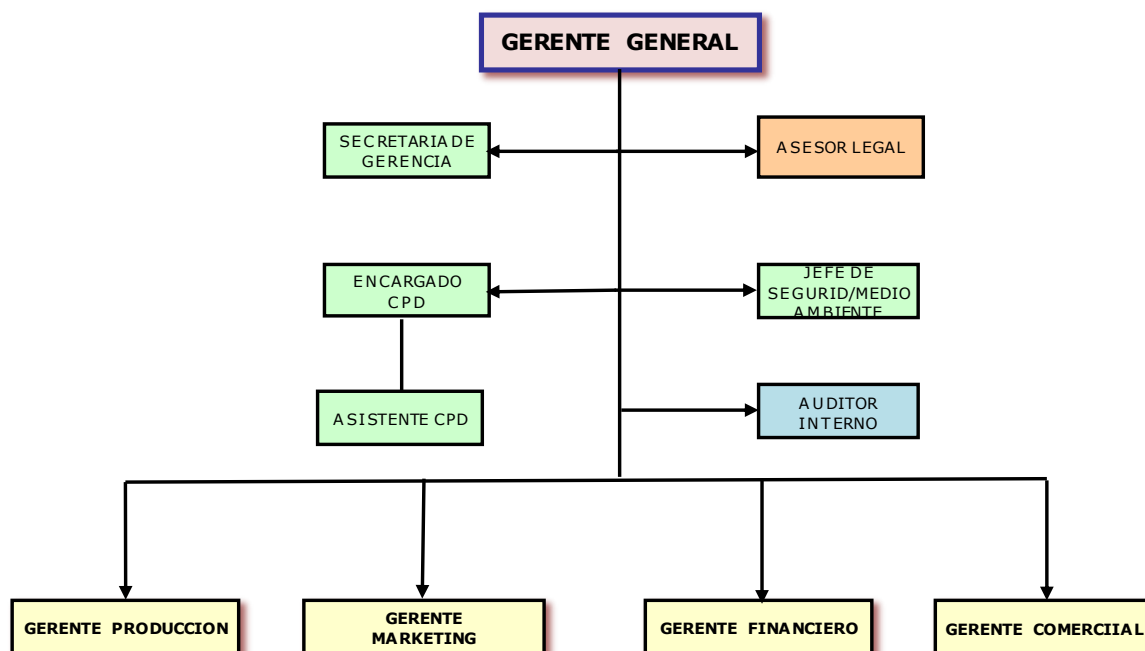 GERENTE GENERAL
SECRETARIA DE
GERENCIA
ASESOR LEGAL
ENCARGADO
CPD
JEFE DE
SEGURID/MEDIO
AMBIENTE
ASISTENTE CPD
AUDITOR
INTERNO
GERENTE PRODUCCION
GERENTE
MARKETING
GERENTE FINANCIERO
GERENTE COMERCIIAL